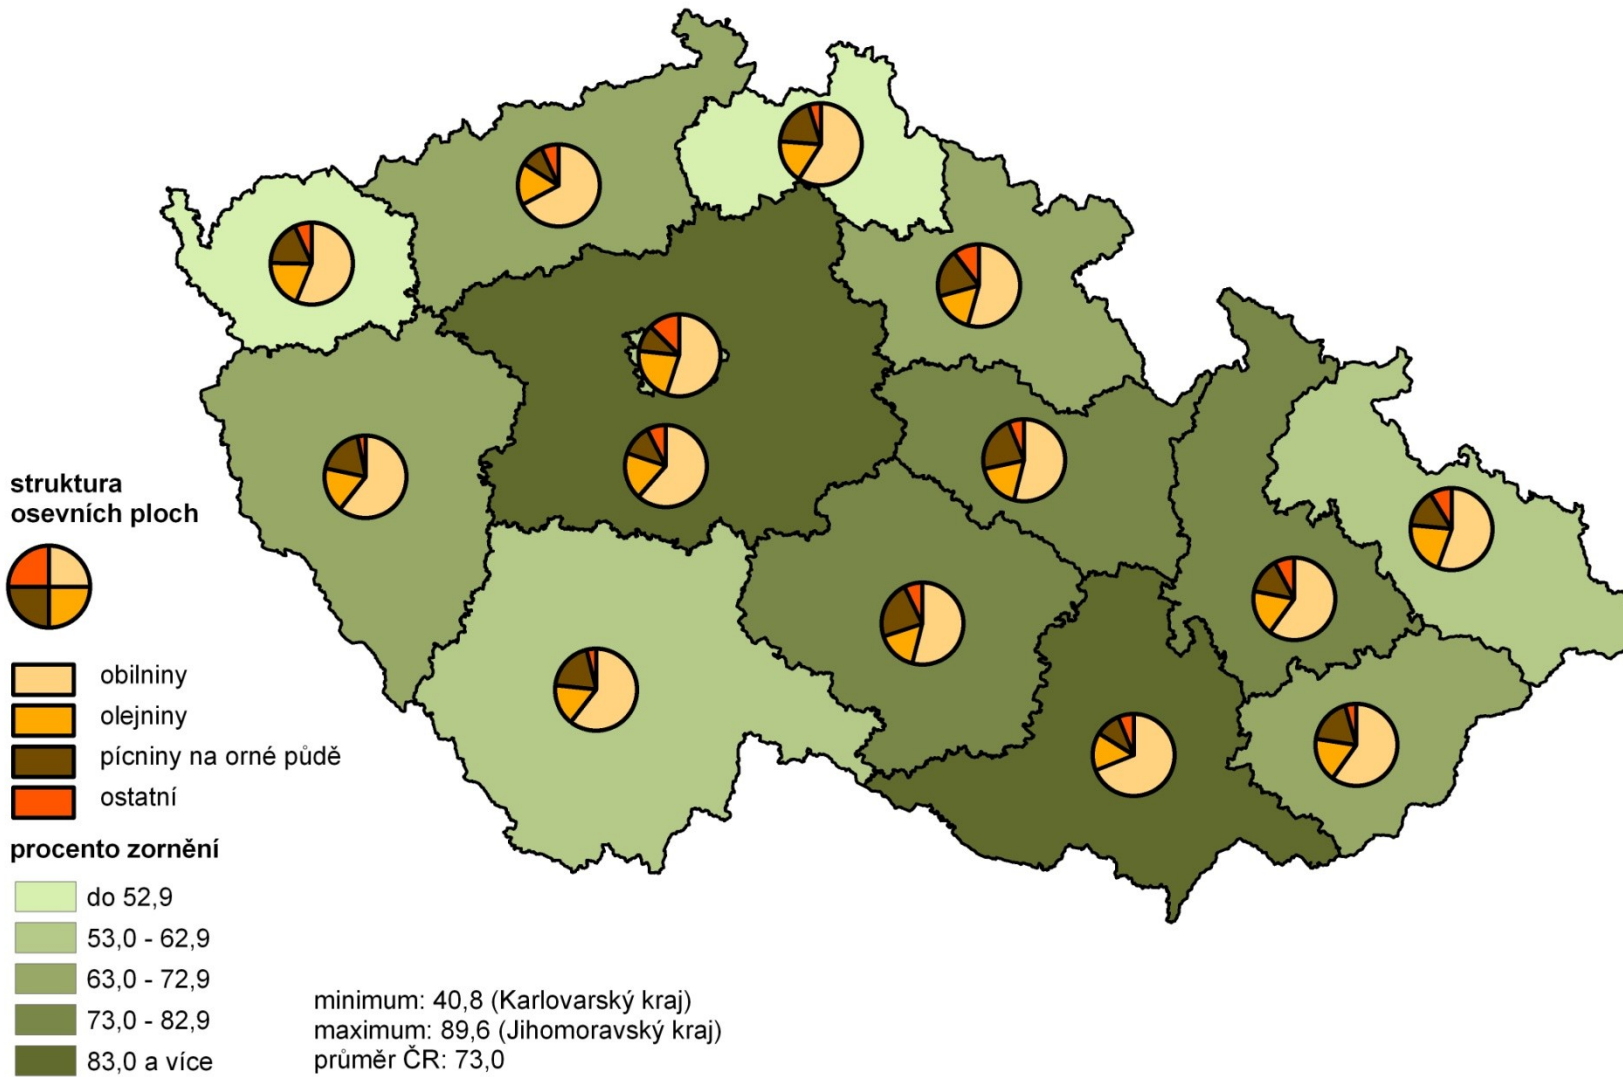 struktura
osevních ploch
obilniny
olejniny
pícniny na orné půdě
ostatní
procento zornění
do 52,9
53,0 - 62,9
63,0 - 72,9
73,0 - 82,9
83,0 a více
minimum: 40,8 (Karlovarský kraj)
maximum: 89,6 (Jihomoravský kraj)
průměr ČR: 73,0